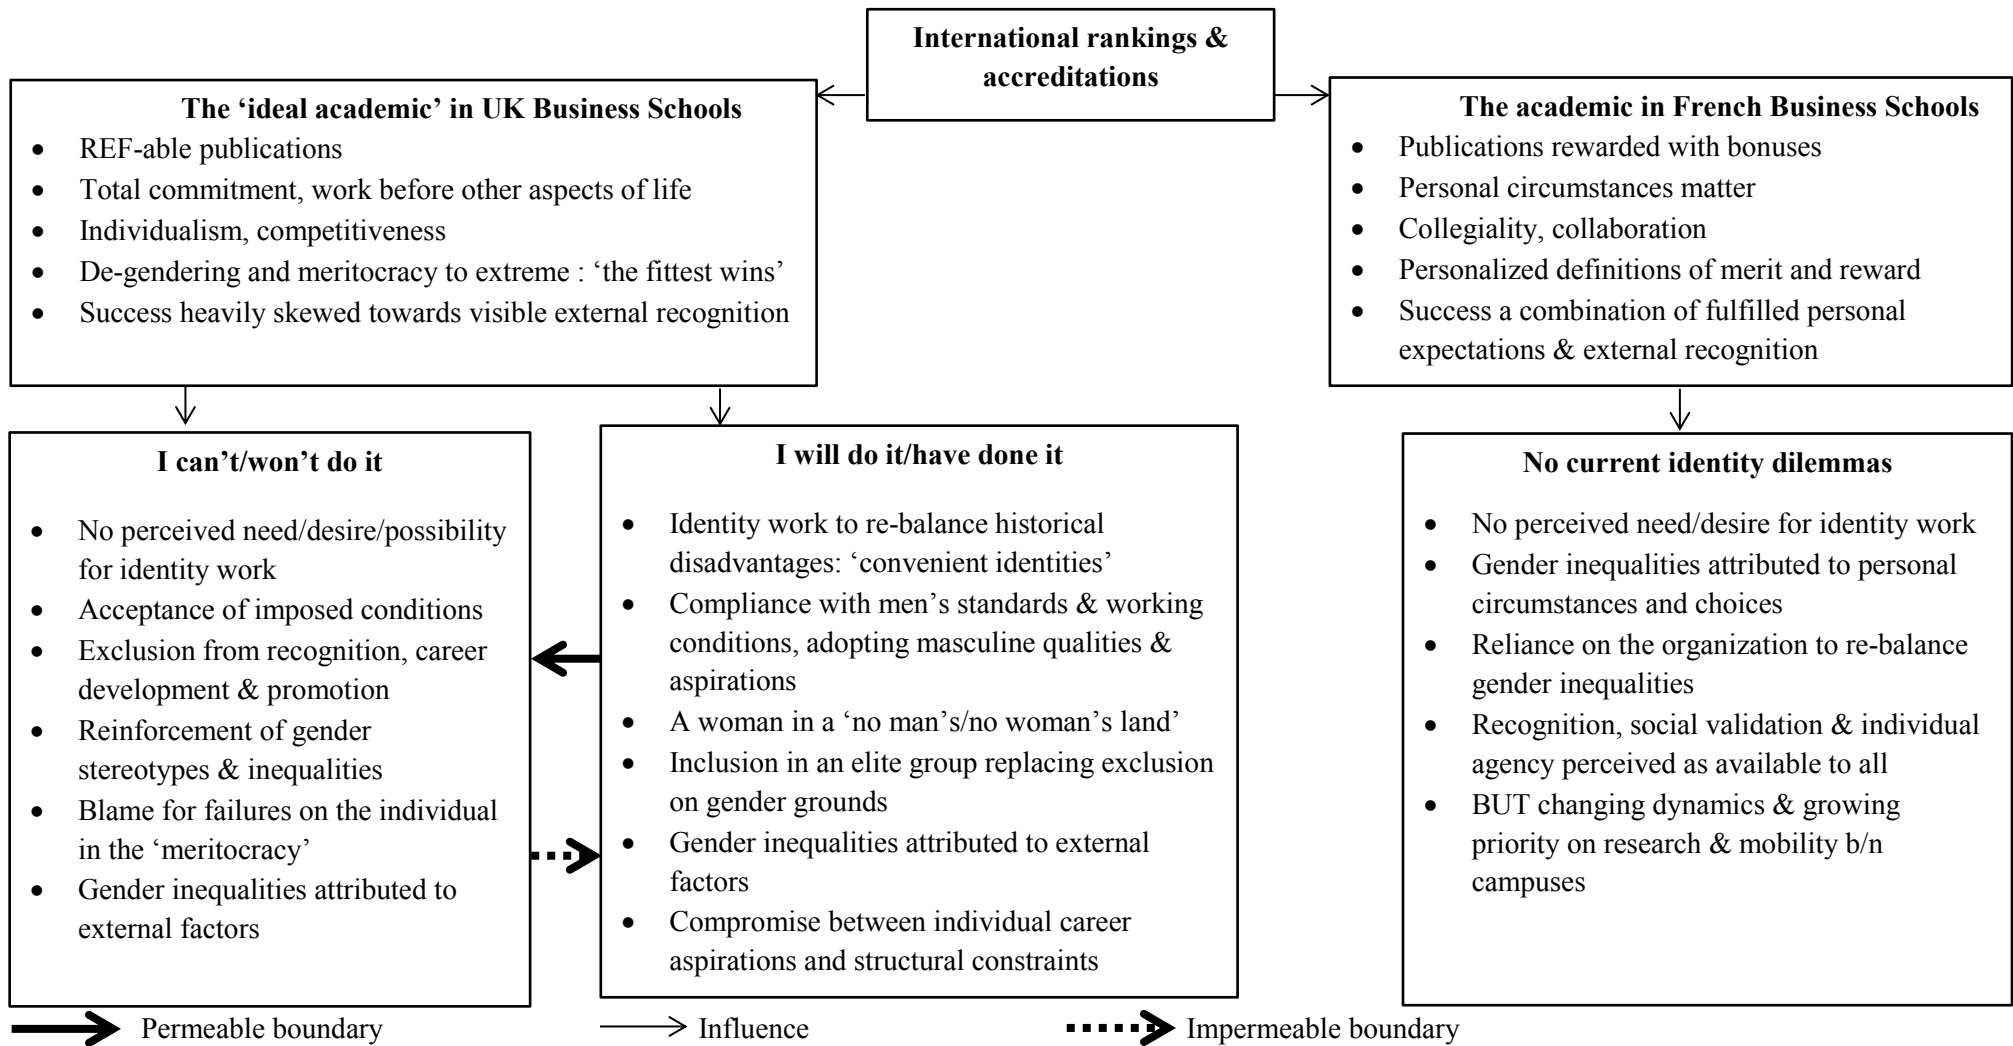 International rankings &
accreditations
The ‘ideal academic’ in UK Business Schools
• REF-able publications
• Total commitment, work before other aspects of life
• Individualism, competitiveness
• De-gendering and meritocracy to extreme : ‘the fittest wins’
• Success heavily skewed towards visible external recognition
The academic in French Business Schools
• Publications rewarded with bonuses
• Personal circumstances matter
• Collegiality, collaboration
• Personalized definitions of merit and reward
• Success a combination of fulfilled personal
expectations & external recognition
I can’t/won’t do it
• No perceived need/desire/possibility
for identity work
• Acceptance of imposed conditions
• Exclusion from recognition, career
development & promotion
• Reinforcement of gender
stereotypes & inequalities
• Blame for failures on the individual
in the ‘meritocracy’
• Gender inequalities attributed to
external factors
I will do it/have done it
• Identity work to re-balance historical
disadvantages: ‘convenient identities’
• Compliance with men’s standards & working
conditions, adopting masculine qualities &
aspirations
• A woman in a ‘no man’s/no woman’s land’
• Inclusion in an elite group replacing exclusion
on gender grounds
• Gender inequalities attributed to external
factors
• Compromise between individual career
aspirations and structural constraints
No current identity dilemmas
• No perceived need/desire for identity work
• Gender inequalities attributed to personal
circumstances and choices
• Reliance on the organization to re-balance
gender inequalities
• Recognition, social validation & individual
agency perceived as available to all
• BUT changing dynamics & growing
priority on research & mobility b/n
campuses
Permeable boundary
Influence
Impermeable boundary